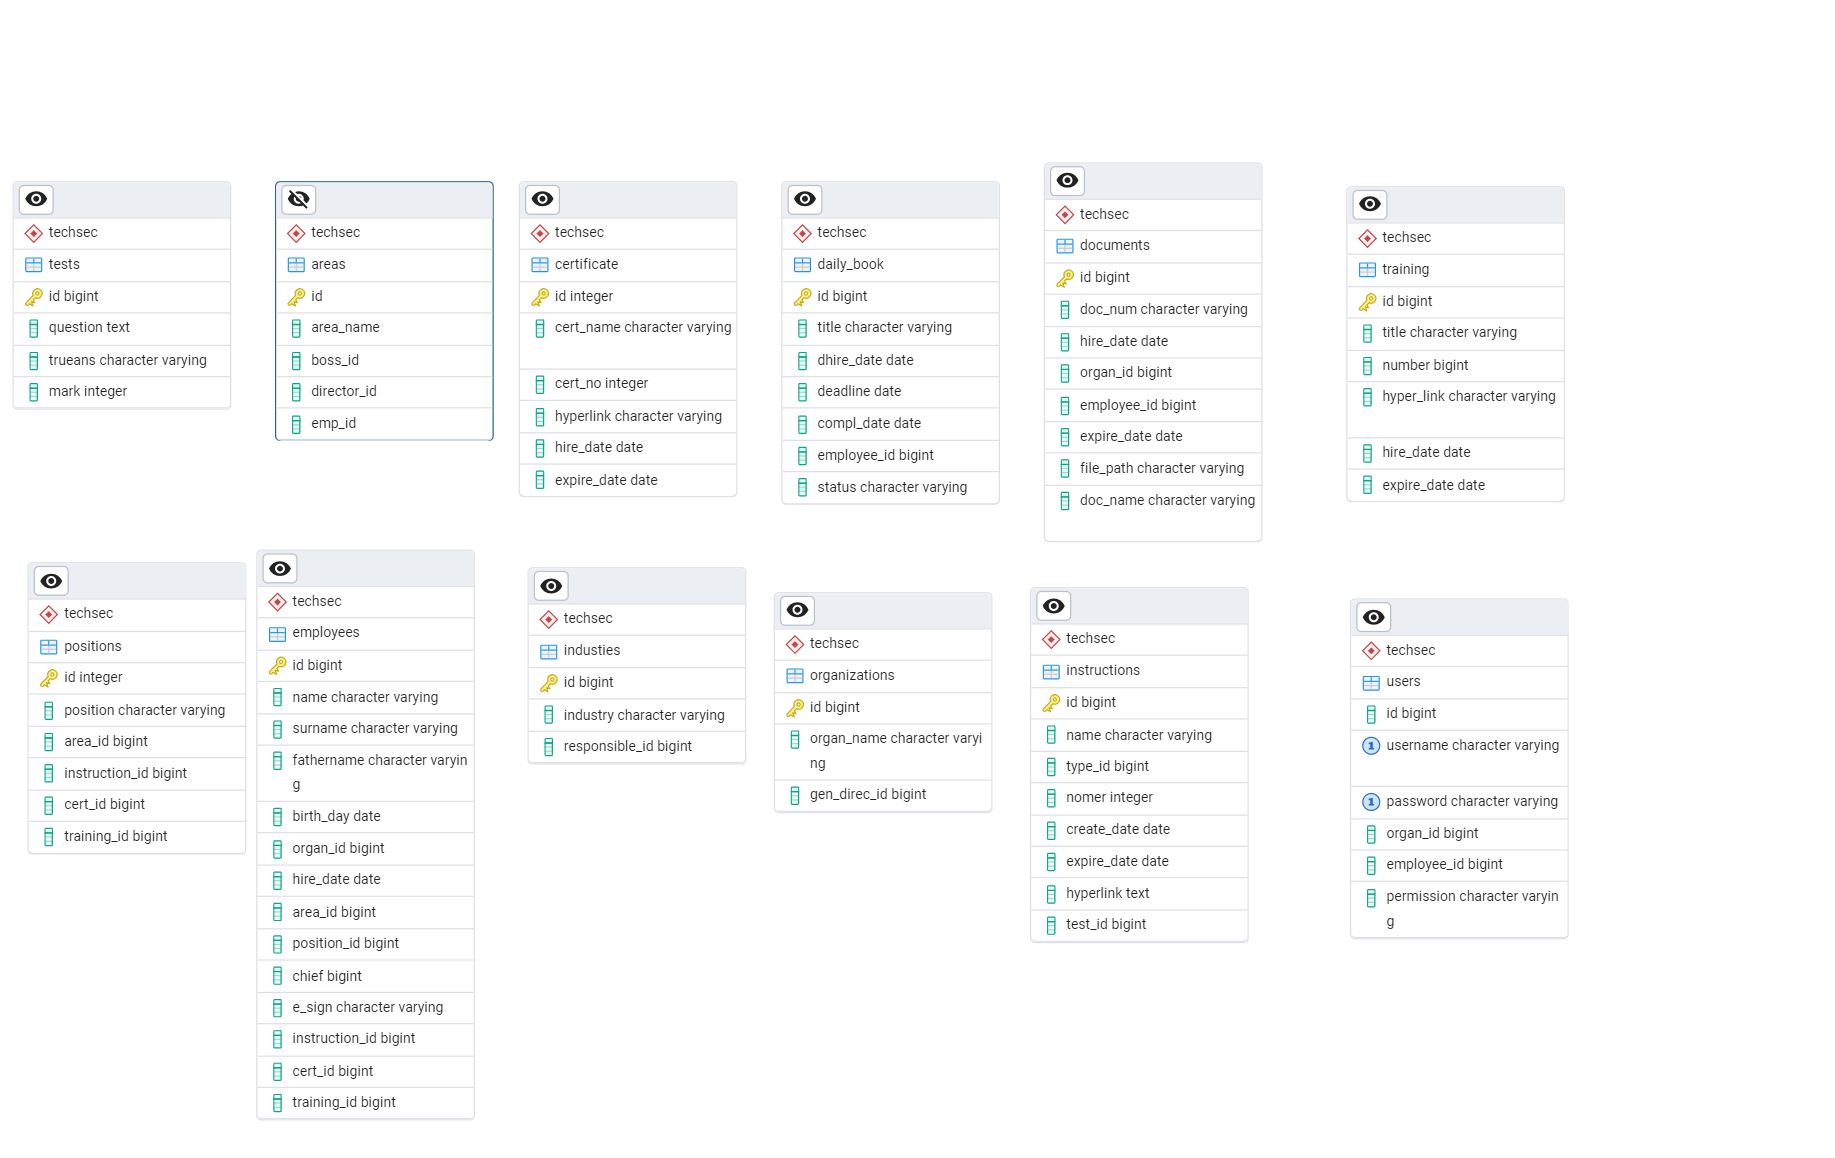 techsec
tests
id bigint
question text
trueans character varying
mark integer
techsec
areas
id
area_name
boss_id
director_id
emp_id
techsec
certificate
id integer
cert_name character varying
cert_no integer
hyperlink character varying
hire_date date
expire_date date
techsec
daily_book
id bigint
title character varying
dhire_date date
deadline date
compl_date date
employee_id bigint
status character varying
techsec
documents
id bigint
doc_num character varying
hire_date date
organ_id bigint
employee_id bigint
expire_date date
file_path character varying
doc_name character varying
techsec
training
id bigint
title character varying
number bigint
hyper_link character varying
hire_date date
expire_date date
techsec
positions
id integer
position character varying
area_id bigint
instruction_id bigint
cert_id bigint
training_id bigint
techsec
employees
id bigint
name character varying
surname character varying
fathername character varyin
g
birth_day date
organ_id bigint
hire_date date
area_id bigint
position_id bigint
chief bigint
e_sign character varying
instruction_id bigint
cert_id bigint
training_id bigint
techsec
industies
id bigint
industry character varying
responsible_id bigint
techsec
organizations
id bigint
organ_name character varyi
ng
gen_direc_id bigint
techsec
instructions
id bigint
name character varying
type_id bigint
nomer integer
create_date date
expire_date date
hyperlink text
test_id bigint
techsec
users
id bigint
1 username character varying
1 password character varying
organ_id bigint
employee_id bigint
permission character varyin
g